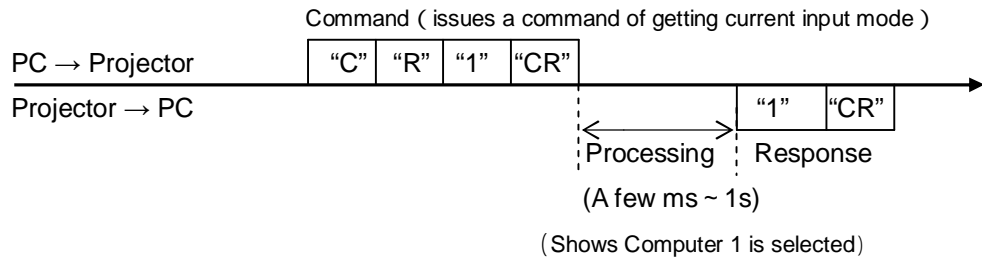 Command（issues a command of getting current input mode）
PC → Projector “C” “R” “1” “CR”
Projector → PC “1” “CR”
Processing Response
(A few ms ~ 1s)
（Shows Computer 1 is selected）